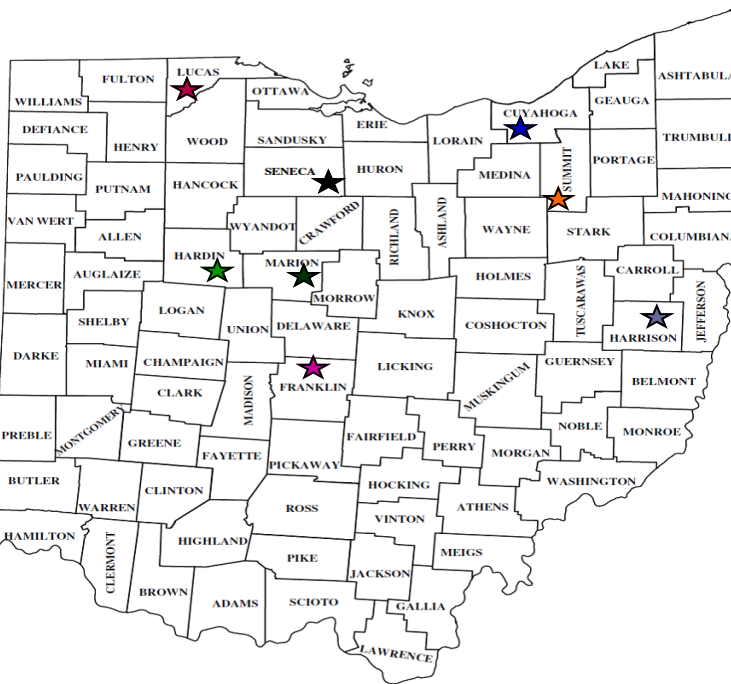 LAKE
ASHTABULA
LUCAS
FULTON
OTTAWA
GEAUGA
WILLIAMS
CUYAHOGA
ERIE
DEFIANCE
WOOD
SANDUSKY
LORAIN
TRUMBULL
HENRY
PORTAGE
SENECA
HURON
MEDINA
SUMMIT
PAULDING
HANCOCK
PUTNAM
MAHONING
VAN WERT
WYANDOT
CRAWFORD
RICHLAND
ASHLAND
WAYNE
STARK
ALLEN
COLUMBIANA
HARDIN
MARION
CARROLL
AUGLAIZE
MERCER
HOLMES
TUSCARAWAS
JEFFERSON
MORROW
LOGAN
KNOX
SHELBY
UNION
DELAWARE
COSHOCTON
HARRISON
DARKE
MIAMI
CHAMPAIGN
LICKING
GUERNSEY
BELMONT
FRANKLIN
MUSKINGUM
CLARK
MADISON
PREBLE
MONTGOMERY
GREENE
FAIRFIELD
PERRY
NOBLE
MONROE
FAYETTE
PICKAWAY
MORGAN
BUTLER
CLINTON
HOCKING
WASHINGTON
WARREN
ROSS
VINTON
ATHENS
HAMILTON
CLERMONT
HIGHLAND
PIKE
MEIGS
JACKSON
BROWN
ADAMS
SCIOTO
GALLIA
LAWRENCE